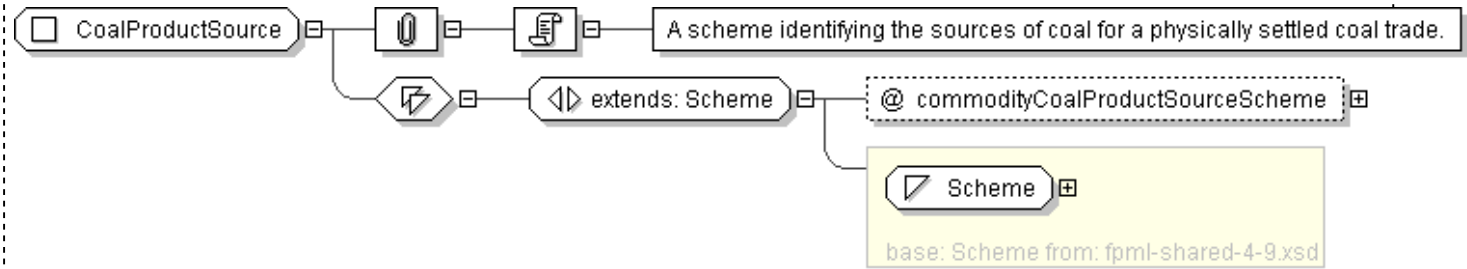 CoalProductSource
A scheme identifying the sources of coal for a physically settled coal trade.
extends: Scheme
@ commodityCoalProductSourceScheme
Scheme
base: Scheme from: fpml-shared-4-9.xsd